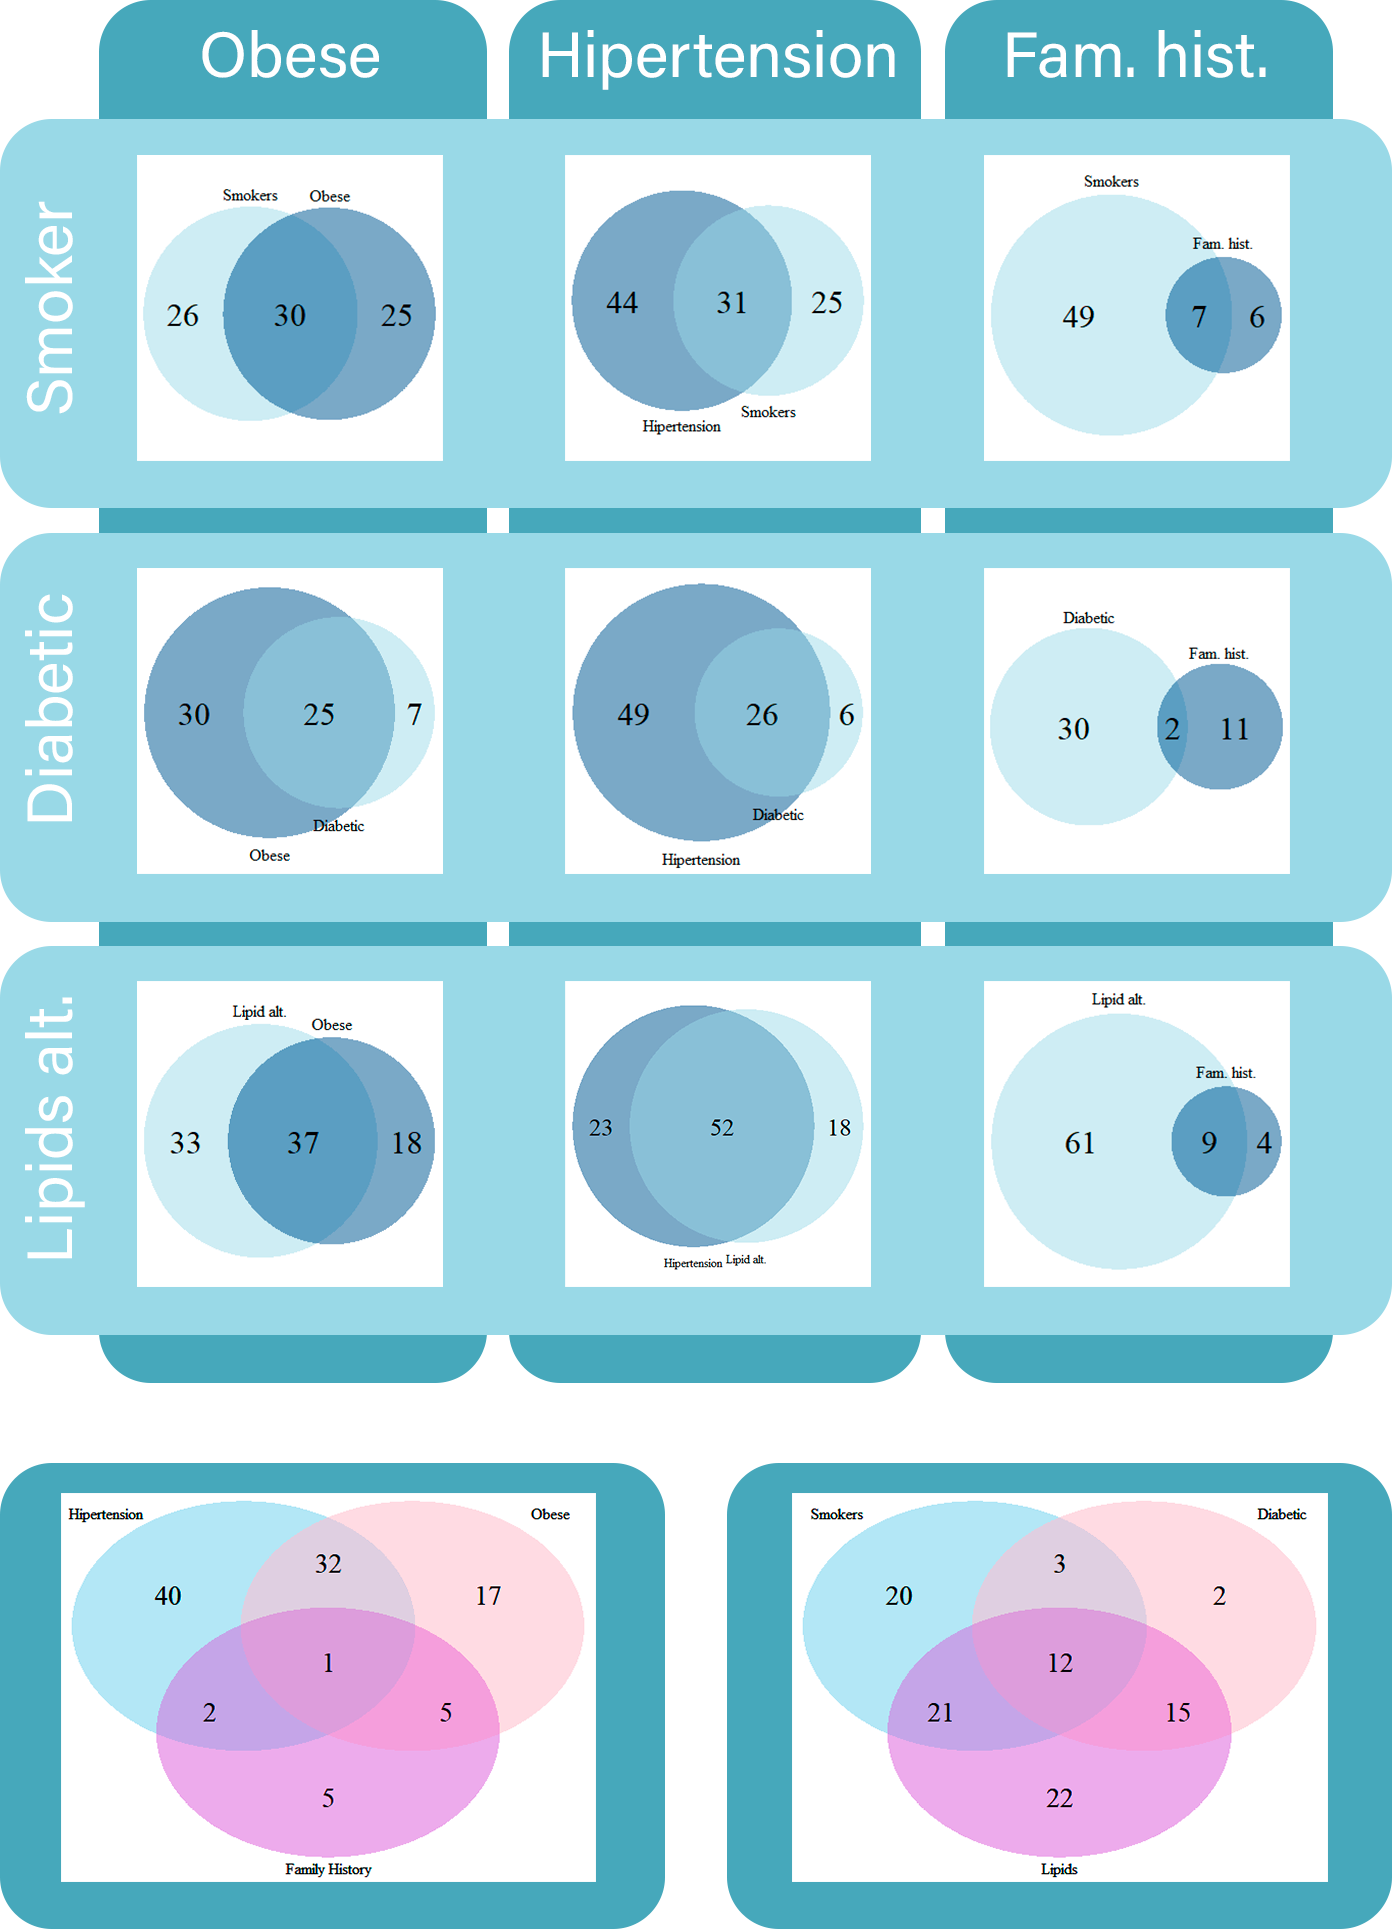 Obese
Hipertension
Fam. hist.
Smoker
Smokers
Obese
26
30
25
44
31
25
Smokers
Hipertension
Smokers
Fam. hist.
49
7
6
Diabetic
30
25
7
Diabetic
Obese
49
26
6
Diabetic
Hipertension
Diabetic
Fam. hist.
30
2
11
Lipids alt.
Lipid alt.
Obese
33
37
18
23
52
18
Hipertension
Lipid alt.
Lipid alt.
Fam. hist.
61
9
4
Hipertension
Obese
32
40
17
1
2
5
5
Family History
Smokers
Diabetic
3
20
2
12
21
15
22
Lipids